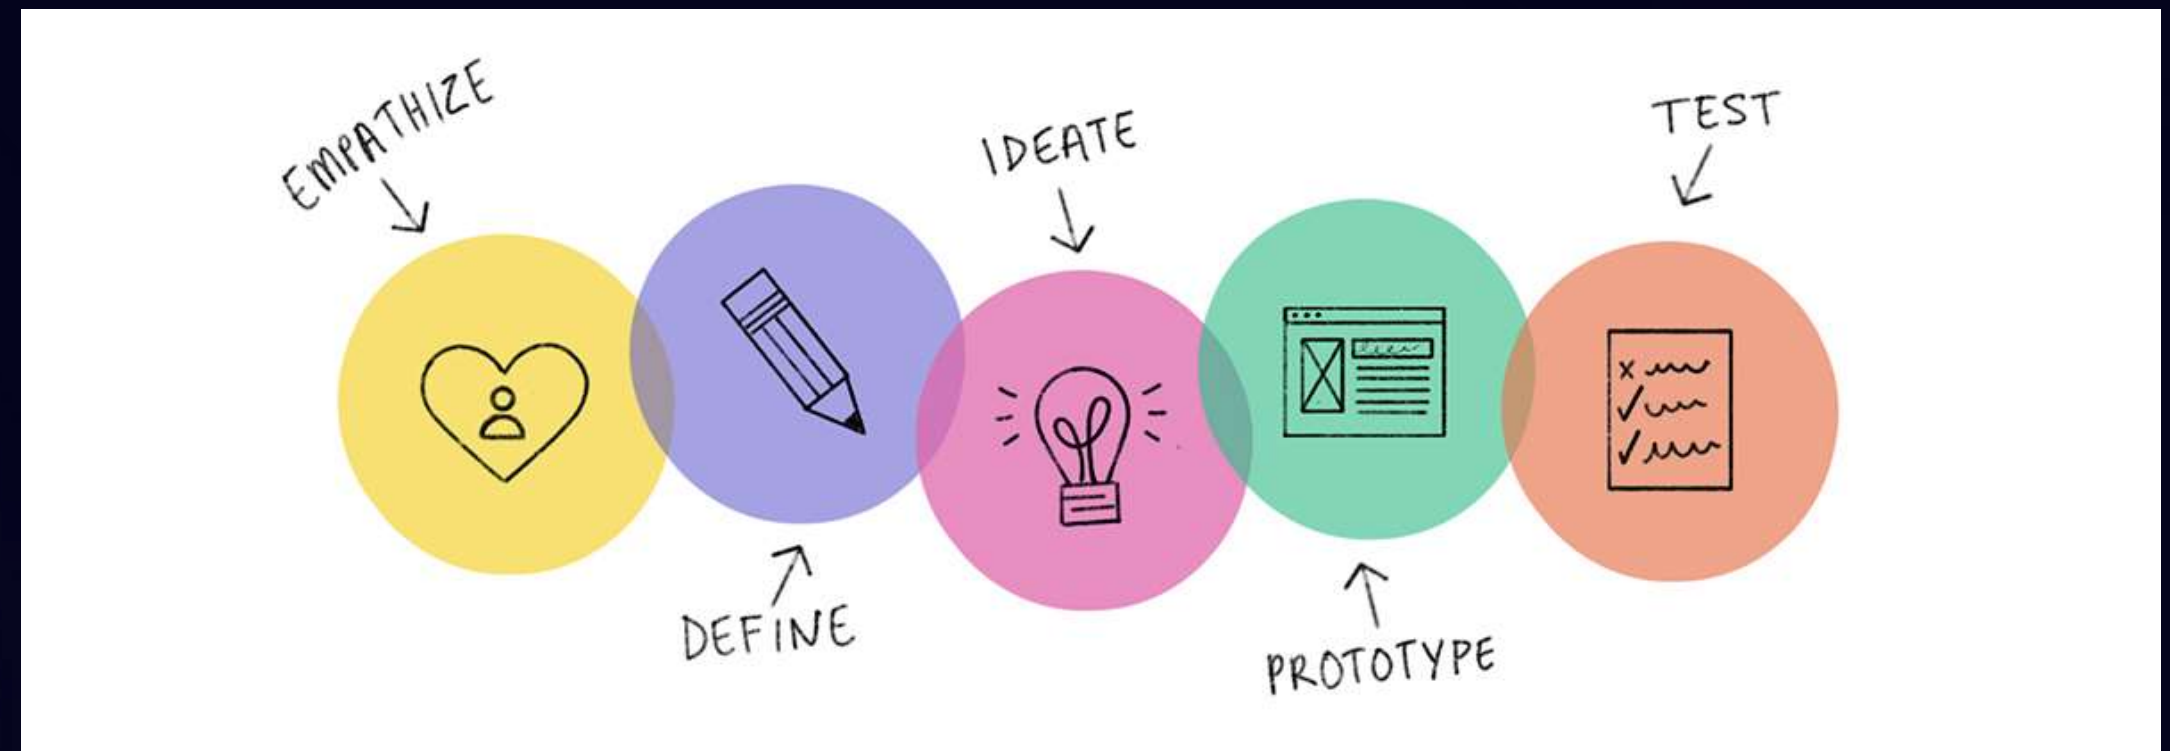 EMPATHIZE
DEFINE
IDEATE
PROTOTYPE
TEST